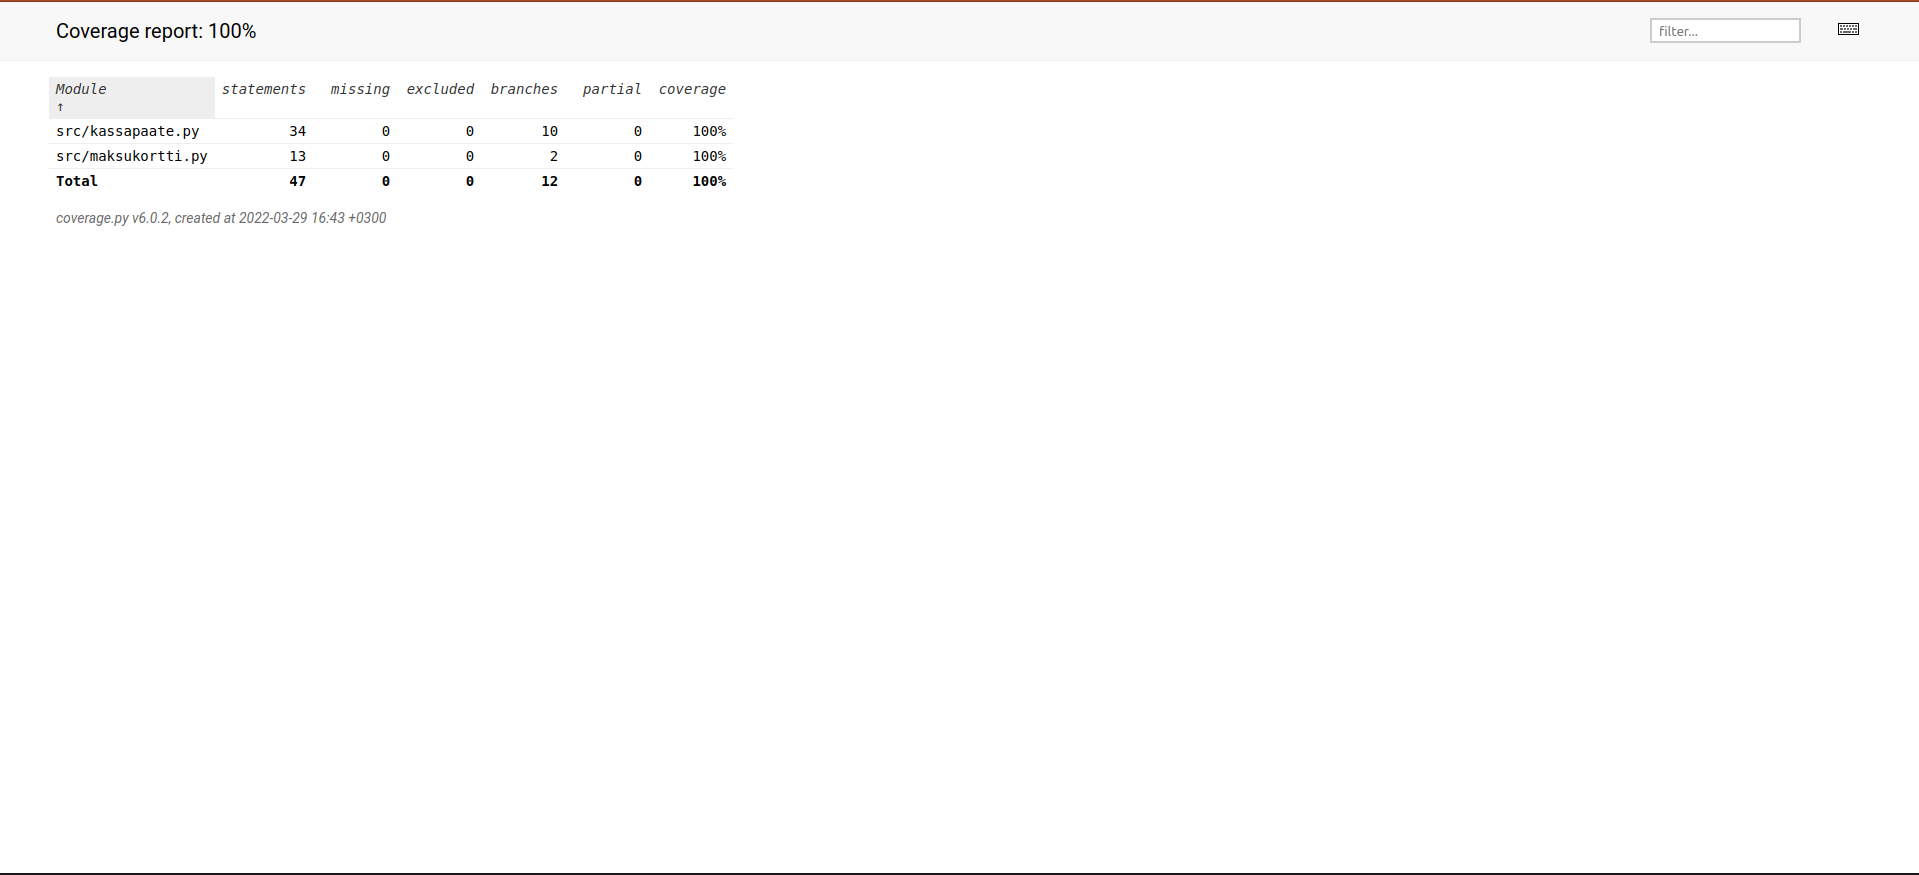 Coverage report: 100%
filter...
Module statements missing excluded branches partial coverage
↑
src/kassapaate.py 34 0 0 10 0 100%
src/maksukortti.py 13 0 0 2 0 100%
Total 47 0 0 12 0 100%
coverage.py v6.0.2, created at 2022-03-29 16:43 +0300